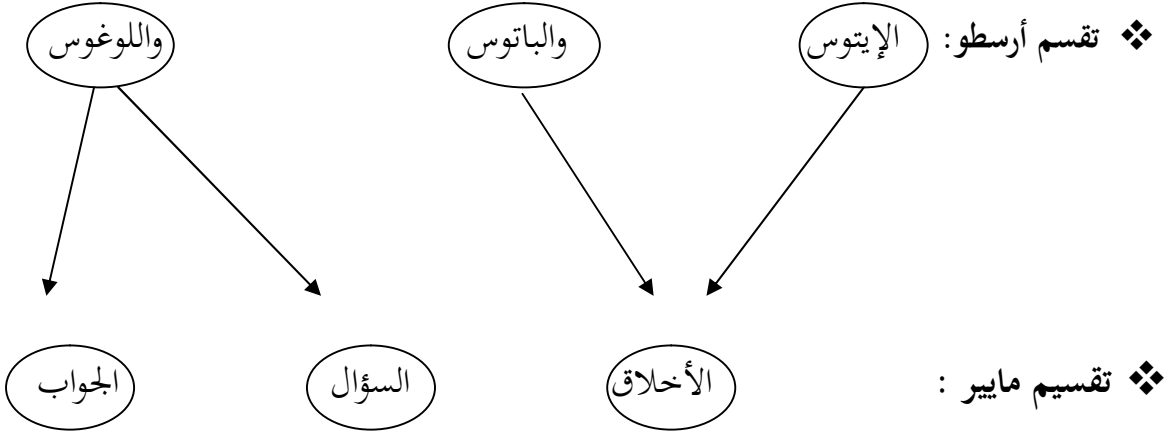 ❖ تقسم أرسطو: الإيتوس والباتوس واللوغوس
❖ تقسيم مايير : الأخلاق السؤال الجواب